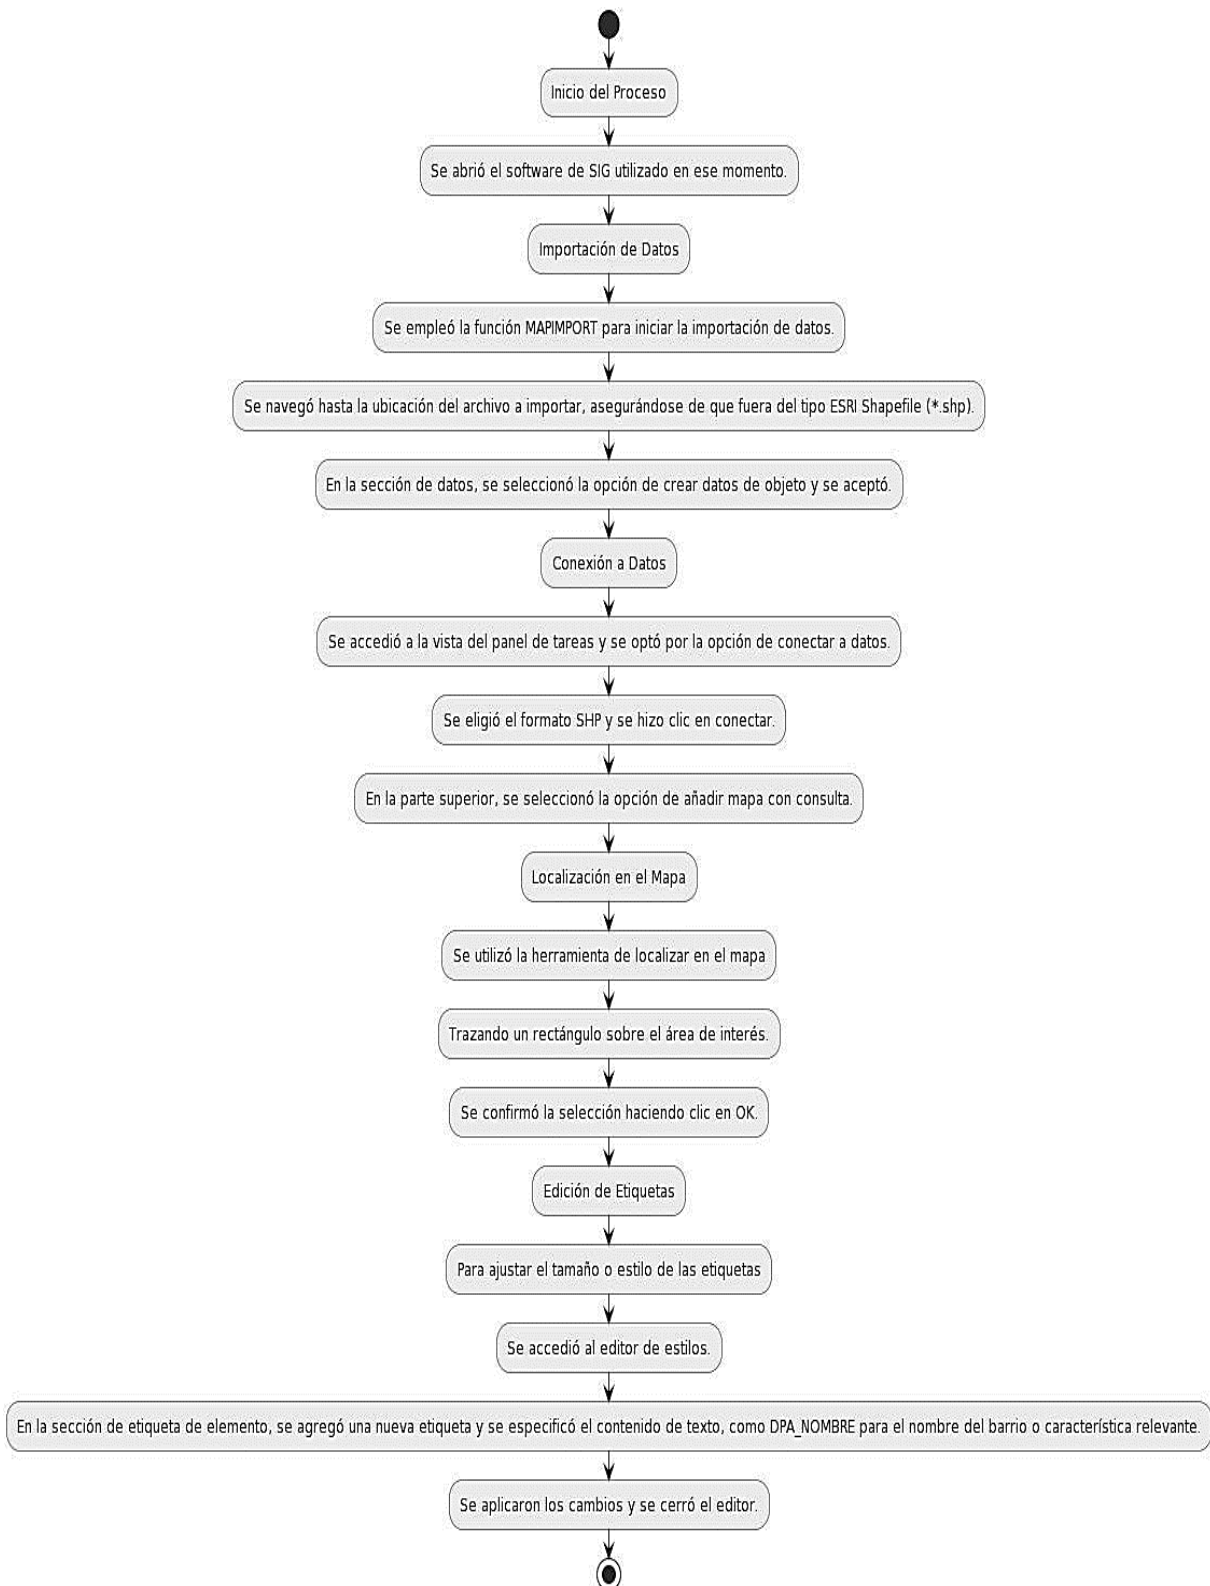 Inicio del Proceso
Se abrió el software de SIG utilizado en ese momento.
Importación de Datos
Se empleó la función MAPIMPORT para iniciar la importación de datos.
Se navegó hasta la ubicación del archivo a importar, asegurándose de que fuera del tipo ESRI Shapefile (*.shp).
En la sección de datos, se seleccionó la opción de crear datos de objeto y se aceptó.
Conexión a Datos
Se accedió a la vista del panel de tareas y se optó por la opción de conectar a datos.
Se eligió el formato SHP y se hizo clic en conectar.
En la parte superior, se seleccionó la opción de añadir mapa con consulta.
Localización en el Mapa
Se utilizó la herramienta de localizar en el mapa
Trazando un rectángulo sobre el área de interés.
Se confirmó la selección haciendo clic en OK.
Edición de Etiquetas
Para ajustar el tamaño o estilo de las etiquetas
Se accedió al editor de estilos.
En la sección de etiqueta de elemento, se agregó una nueva etiqueta y se especificó el contenido de texto, como DPA_NOMBRE para el nombre del barrio o característica relevante.
Se aplicaron los cambios y se cerró el editor.